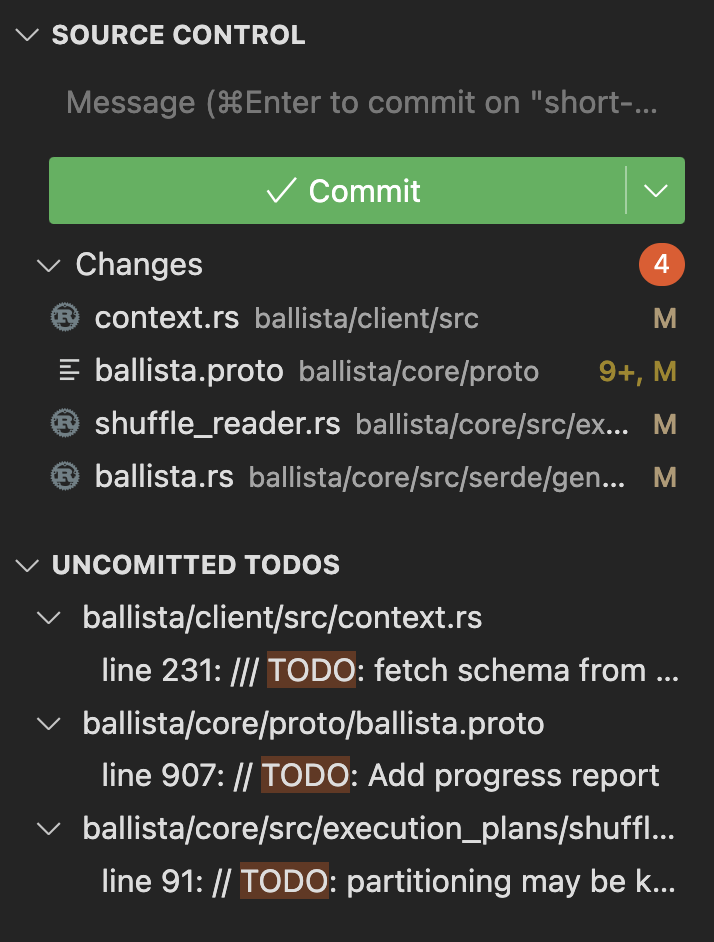 SOURCE CONTROL
Message (⌘Enter to commit on "short-...
Commit
Changes 4
context.rs ballista/client/src M
ballista.proto ballista/core/proto 9+, M
shuffle_reader.rs ballista/core/src/ex... M
ballista.rs ballista/core/src/serde/gen... M
UNCOMITTED TODOS
ballista/client/src/context.rs
line 231: /// TODO: fetch schema from ...
ballista/core/proto/ballista.proto
line 907: // TODO: Add progress report
ballista/core/src/execution_plans/shuffl...
line 91: // TODO: partitioning may be k...